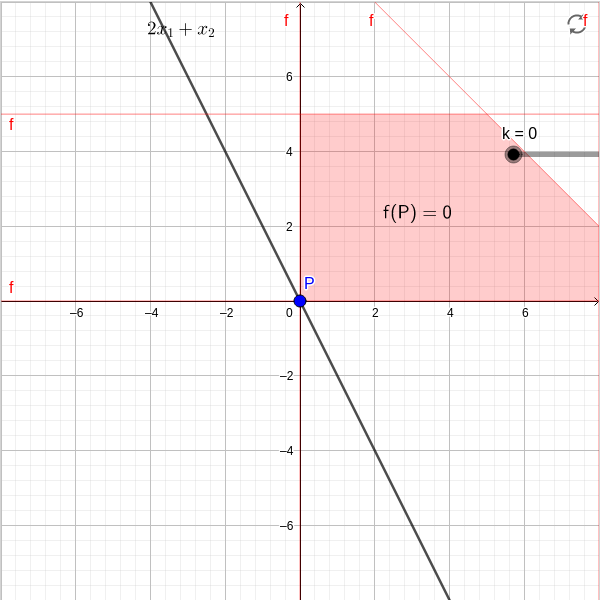 f f f
2x₁ + x₂
6
f
k = 0
4
f(P) = 0
2
f
P
−6 −4 −2 0 2 4 6
−2
−4
−6